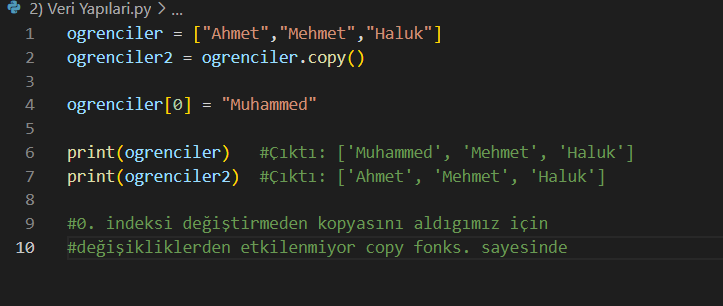 2) Veri Yapılari.py > ...
1 ogrenciler = ["Ahmet","Mehmet","Haluk"]
2 ogrenciler2 = ogrenciler.copy()
3
4 ogrenciler[0] = "Muhammed"
5
6 print(ogrenciler)   #Çıktı: ['Muhammed', 'Mehmet', 'Haluk']
7 print(ogrenciler2)  #Çıktı: ['Ahmet', 'Mehmet', 'Haluk']
8
9 #0. indeksi değiştirmeden kopyasını aldıgımız için
10 #değişikliklerden etkilenmiyor copy fonks. sayesinde